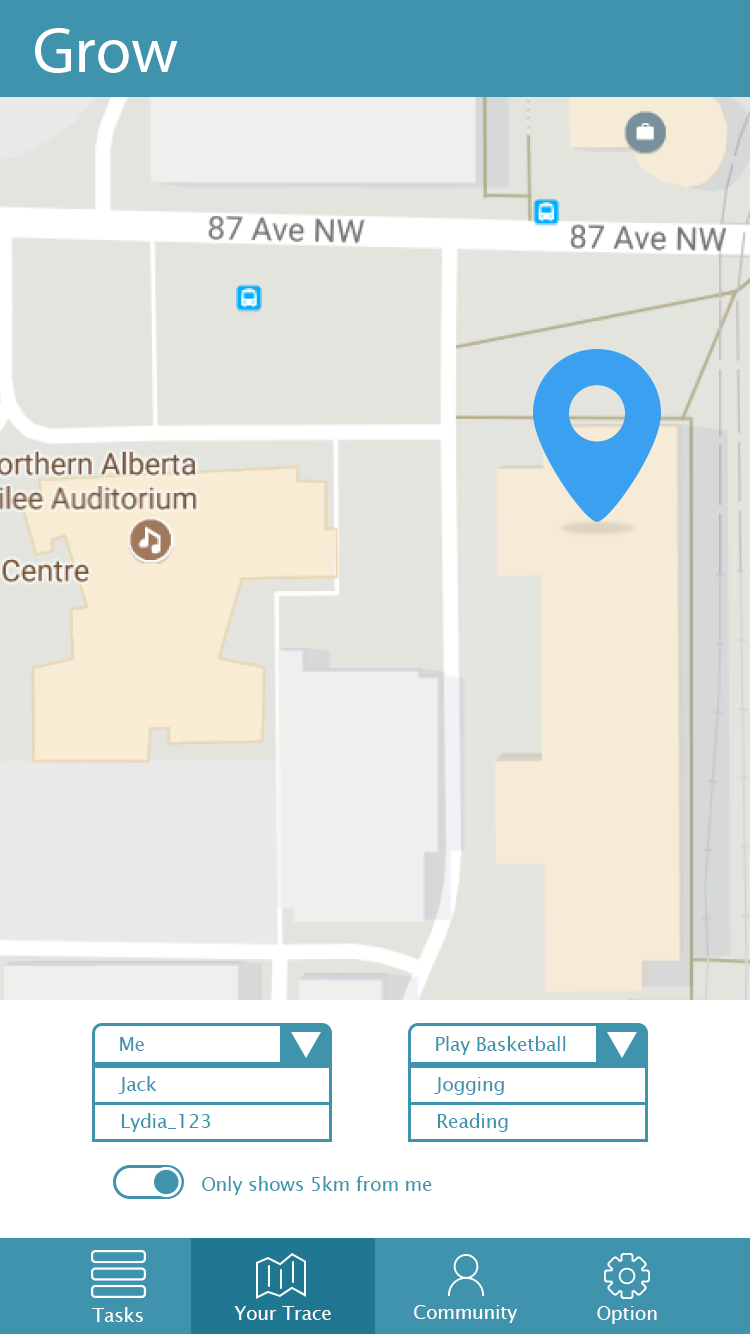 Grow
87 Ave NW
87 Ave NW
orthern Alberta
ilee Auditorium
Centre
Me
Play Basketball
Jack
Jogging
Lydia_123
Reading
Only shows 5km from me
Tasks
Your Trace
Community
Option